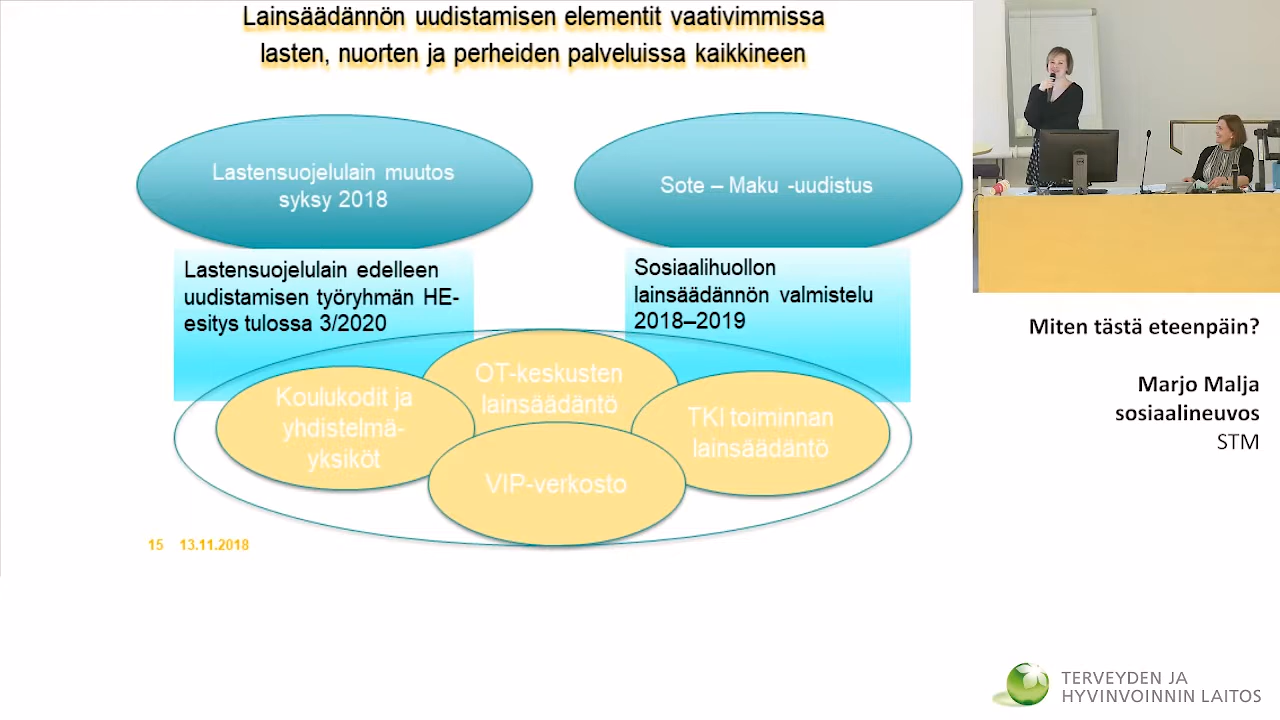 Lainsäädännön uudistamisen elementit vaativimmissa
lasten, nuorten ja perheiden palveluissa kaikkineen
Lastensuojelulain muutos
syksy 2018
Sote – Maku -uudistus
Lastensuojelulain edelleen
uudistamisen työryhmän HE-
esitys tulossa 3/2020
Sosiaalihuollon
lainsäädännön valmistelu
2018–2019
OT-keskusten
lainsäädäntö
Koulukodit ja
yhdistelmä-
yksiköt
TKI toiminnan
lainsäädäntö
VIP-verkosto
15 13.11.2018
Miten tästä eteenpäin?
Marjo Malja
sosiaalineuvos
STM
TERVEYDEN JA
HYVINVOINNIN LAITOS